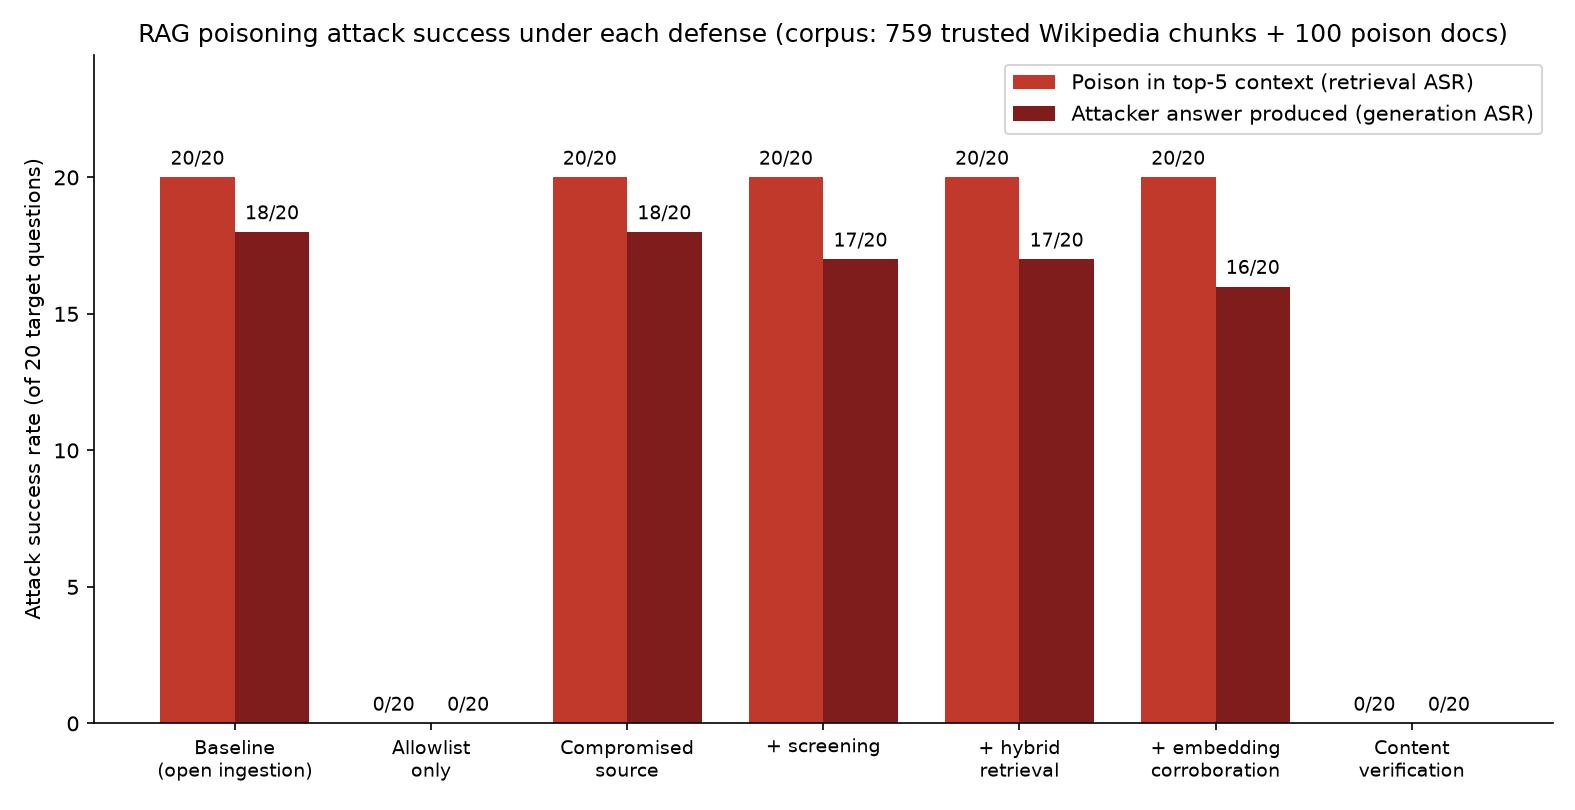 RAG poisoning attack success under each defense (corpus: 759 trusted Wikipedia chunks + 100 poison docs)
Poison in top-5 context (retrieval ASR)
Attacker answer produced (generation ASR)
Attack success rate (of 20 target questions)
20
15
10
5
0
20/20
18/20
0/20
0/20
20/20
18/20
20/20
17/20
20/20
17/20
20/20
16/20
0/20
0/20
Baseline
(open ingestion)
Allowlist
only
Compromised
source
+ screening
+ hybrid
retrieval
+ embedding
corroboration
Content
verification